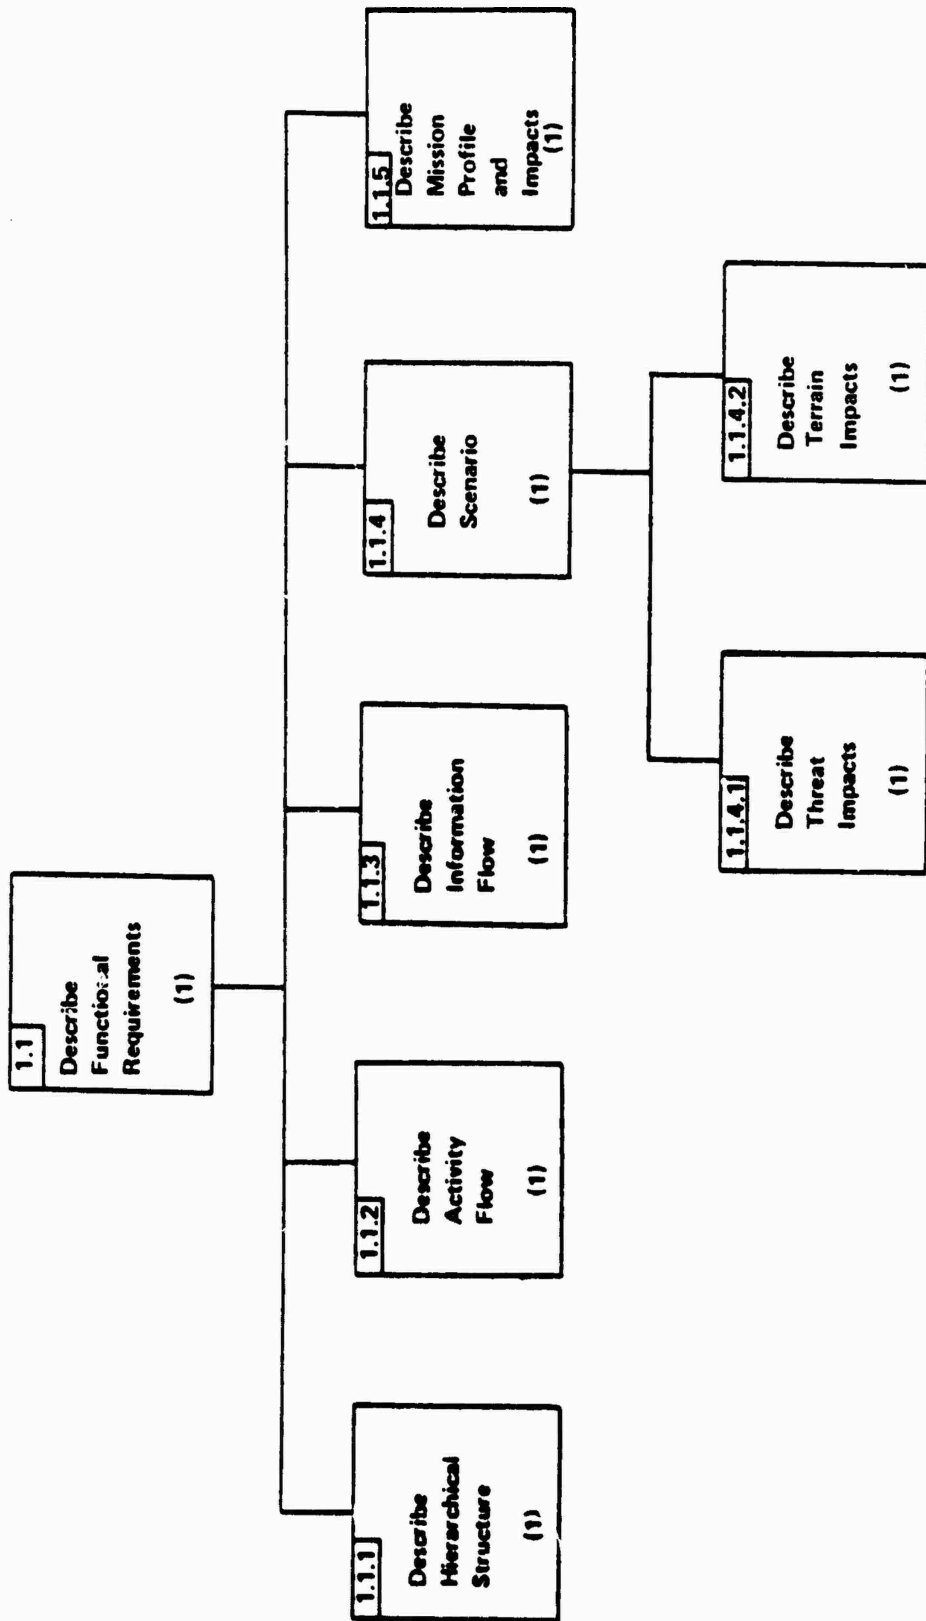 1.1
Describe
Functional
Requirements
(1)
1.1.1
Describe
Hierarchical
Structure
(1)
1.1.2
Describe
Activity
Flow
(1)
1.1.3
Describe
Information
Flow
(1)
1.1.4
Describe
Scenario
(1)
1.1.5
Describe
Mission
Profile
and
Impacts
(1)
1.1.4.1
Describe
Threat
Impacts
(1)
1.1.4.2
Describe
Terrain
Impacts
(1)